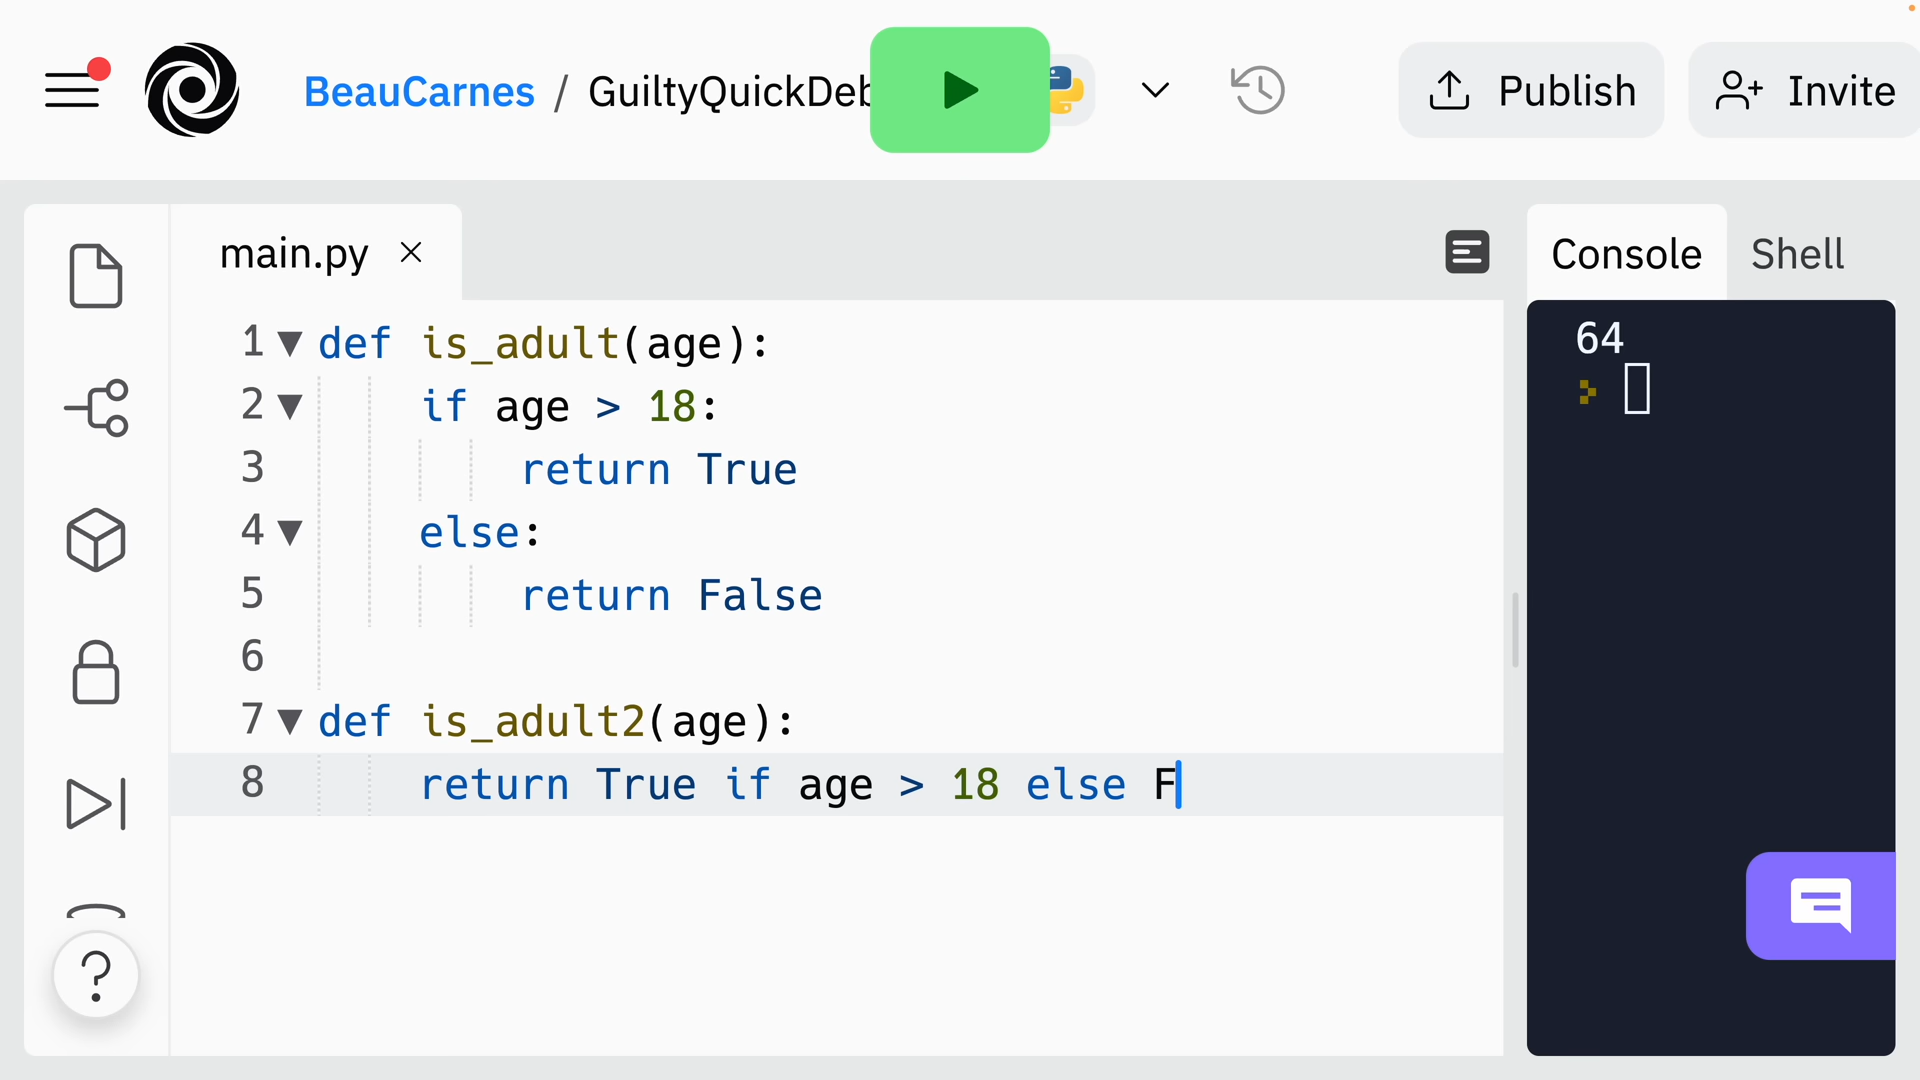 BeauCarnes / GuiltyQuickDeb
Publish
Invite
main.py
Console
Shell
1 def is_adult(age):
2 if age > 18:
3 return True
4 else:
5 return False
6
7 def is_adult2(age):
8 return True if age > 18 else F
64
?